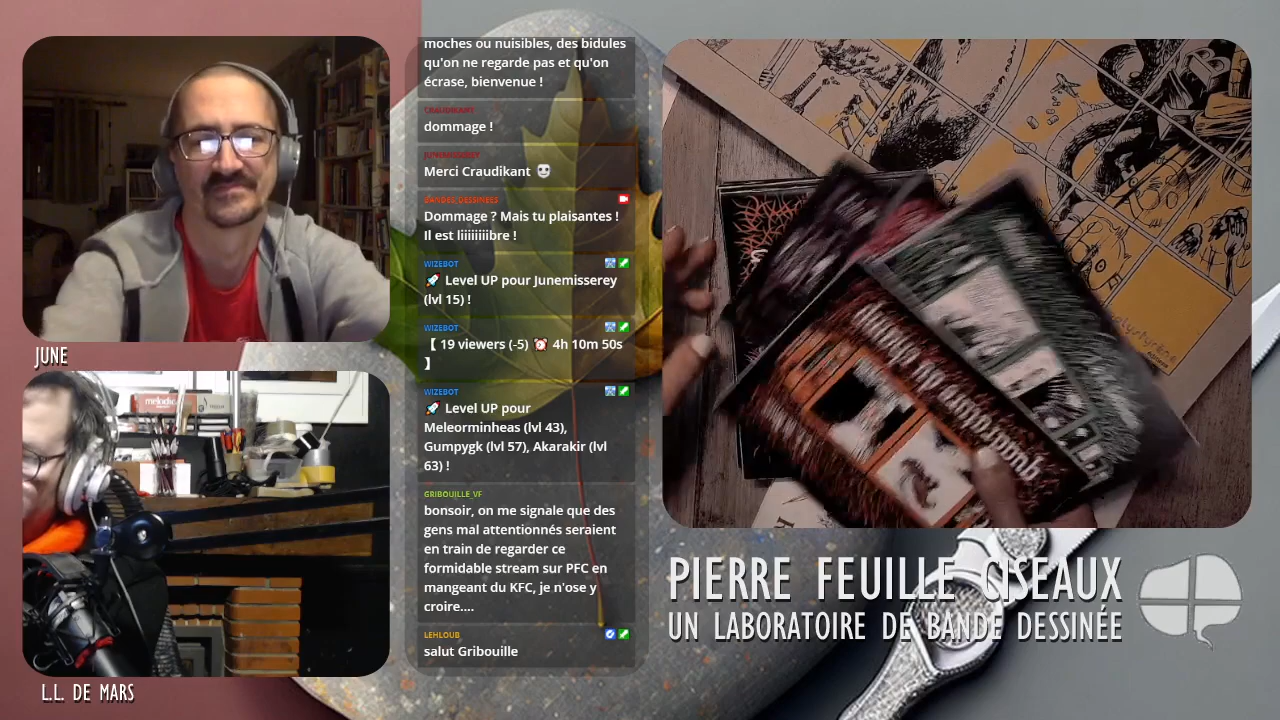 moches ou nuisibles, des bidules
qu'on ne regarde pas et qu'on
écrase, bienvenue !
CRAUDIKANT
dommage !
JUNEMISSEREY
Merci Craudikant
BANDES_DESSINEES
Dommage ? Mais tu plaisantes !
Il est liiiiiiibre !
WIZEBOT
Level UP pour Junemisserey
(lvl 15) !
WIZEBOT
【 19 viewers (-5) ⏰ 4h 10m 50s
】
WIZEBOT
Level UP pour
Meleorminheas (lvl 43),
Gumpygk (lvl 57), Akarakir (lvl
63) !
GRIBOUILLE_VF
bonsoir, on me signale que des
gens mal attentionnés seraient
en train de regarder ce
formidable stream sur PFC en
mangeant du KFC, je n'ose y
croire....
LEHLOUB
salut Gribouille
JUNE
L.L. DE MARS
PIERRE FEUILLE CISEAUX
UN LABORATOIRE DE BANDE DESSINÉE